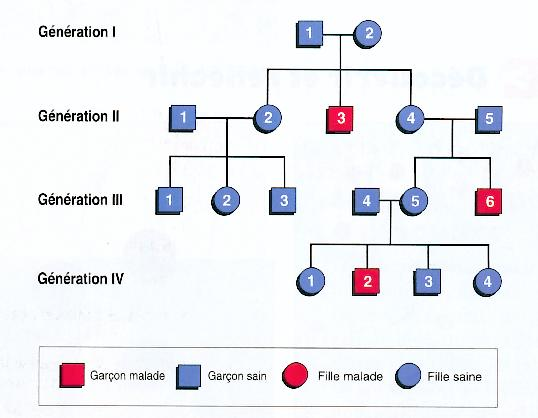 Génération I
1 2
Génération II
1 2 3 4 5
Génération III
1 2 3 4 5 6
Génération IV
1 2 3 4
Garçon malade Garçon sain Fille malade Fille saine